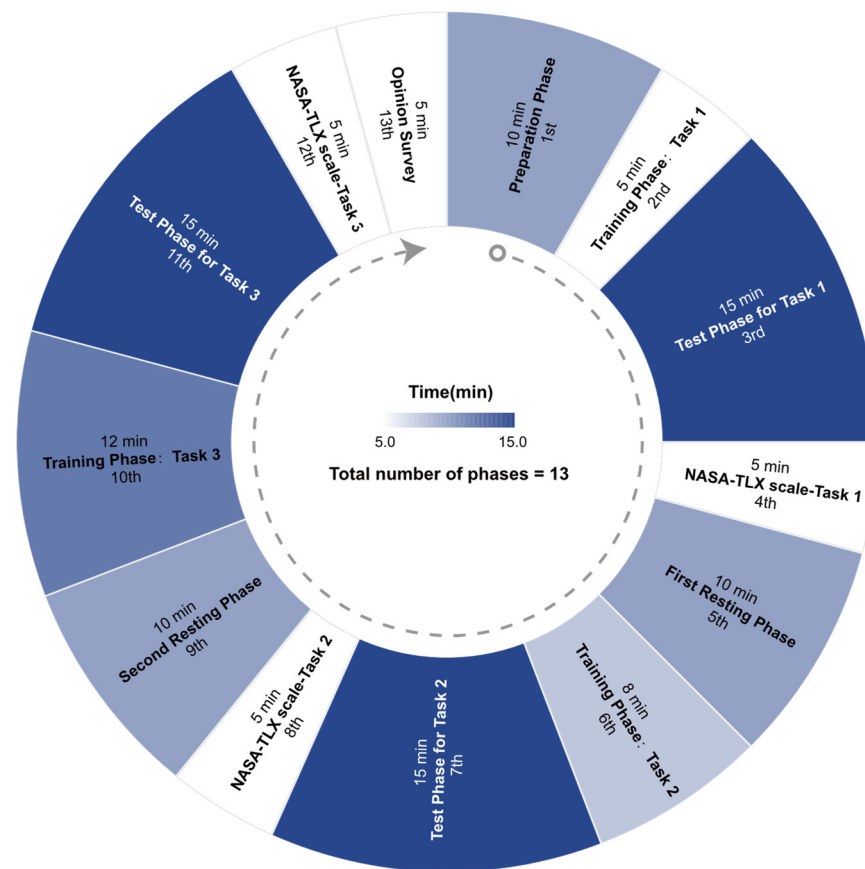 10 min
Preparation Phase
1st
5 min
Training Phase： Task 1
2nd
15 min
Test Phase for Task 1
3rd
5 min
NASA-TLX scale-Task 1
4th
10 min
First Resting Phase
5th
8 min
Training Phase： Task 2
6th
15 min
Test Phase for Task 2
7th
5 min
NASA-TLX scale-Task 2
8th
10 min
Second Resting Phase
9th
12 min
Training Phase： Task 3
10th
15 min
Test Phase for Task 3
11th
5 min
NASA-TLX scale-Task 3
12th
5 min
Opinion Survey
13th
Time(min)
5.0 15.0
Total number of phases = 13